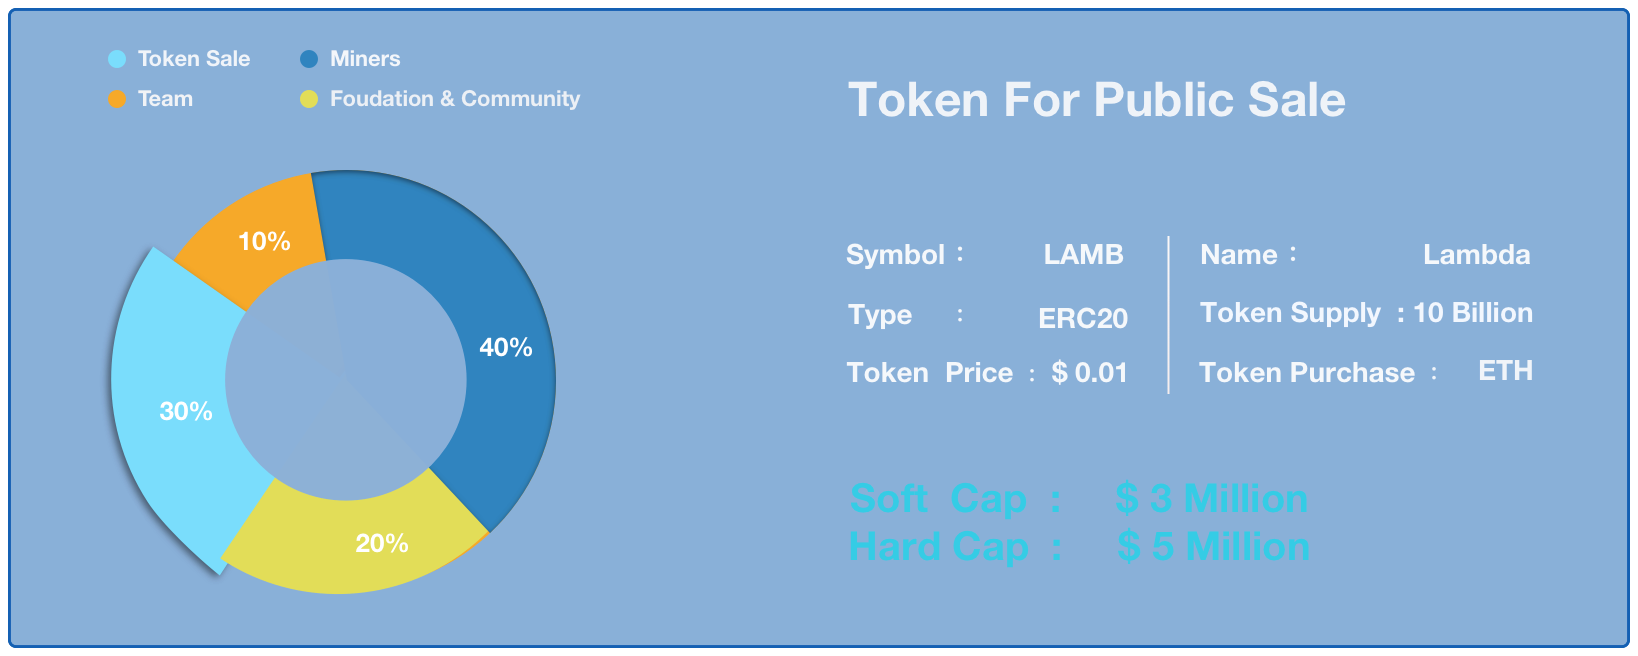 Token Sale
Miners
Team
Foudation & Community
10%
40%
30%
20%
Token For Public Sale
Symbol : LAMB
Type : ERC20
Token Price : $ 0.01
Name : Lambda
Token Supply : 10 Billion
Token Purchase : ETH
Soft Cap : $ 3 Million
Hard Cap : $ 5 Million